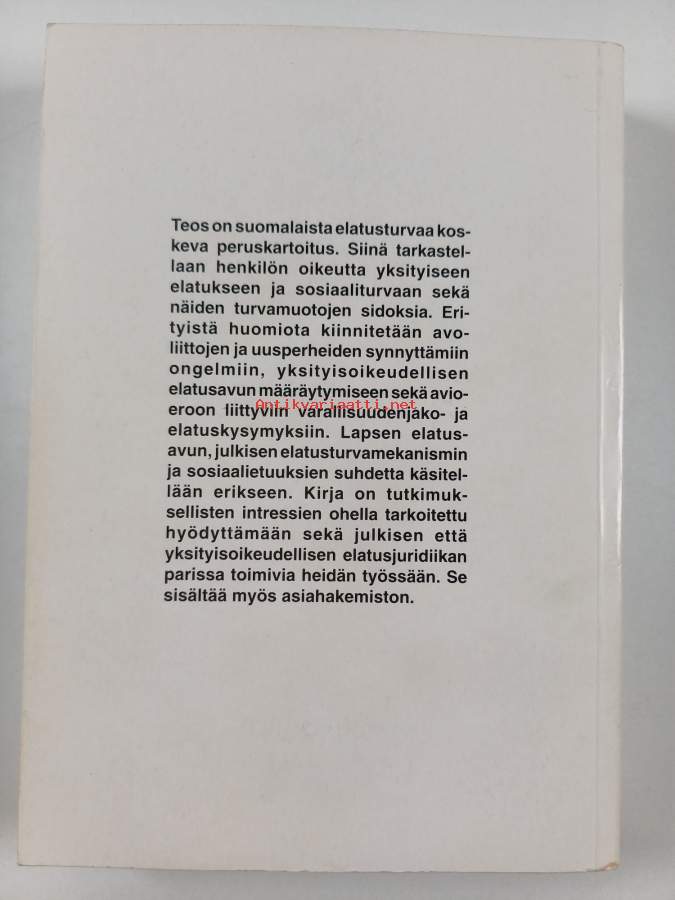 Teos on suomalaista elatusturvaa kos-
keva peruskartoitus. Siinä tarkastel-
laan henkilön oikeutta yksityiseen
elatukseen ja sosiaaliturvaan sekä
näiden turvamuotojen sidoksia. Eri-
tyistä huomiota kiinnitetään avo-
liittojen ja uusperheiden synnyttämiin
ongelmiin, yksityisoikeudellisen
elatusavun määräytymiseen sekä avio-
Antikvariaatti.net
eroon liittyviin varallisuudenjako- ja
elatuskysymyksiin. Lapsen elatus-
avun, julkisen elatusturvamekanismin
ja sosiaalietuuksien suhdetta käsitel-
lään erikseen. Kirja on tutkimuk-
sellisten intressien ohella tarkoitettu
hyödyttämään sekä julkisen että
yksityisoikeudellisen elatusjuridiikan
parissa toimivia heidän työssään. Se
sisältää myös asiahakemiston.